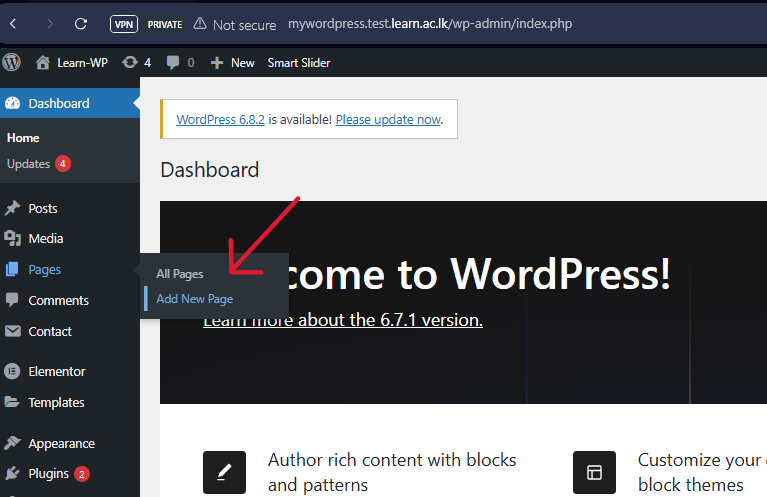 VPN PRIVATE Not secure mywordpress.test.learn.ac.lk/wp-admin/index.php
Learn-WP 4 0 New Smart Slider
Dashboard
Home
Updates 4
Posts
Media
Pages
Comments
Contact
Elementor
Templates
Appearance
Plugins 2
All Pages
Add New Page
WordPress 6.8.2 is available! Please update now.
Dashboard
come to WordPress!
Learn more about the 6.7.1 version.
Author rich content with blocks
and patterns
Customize your
block themes